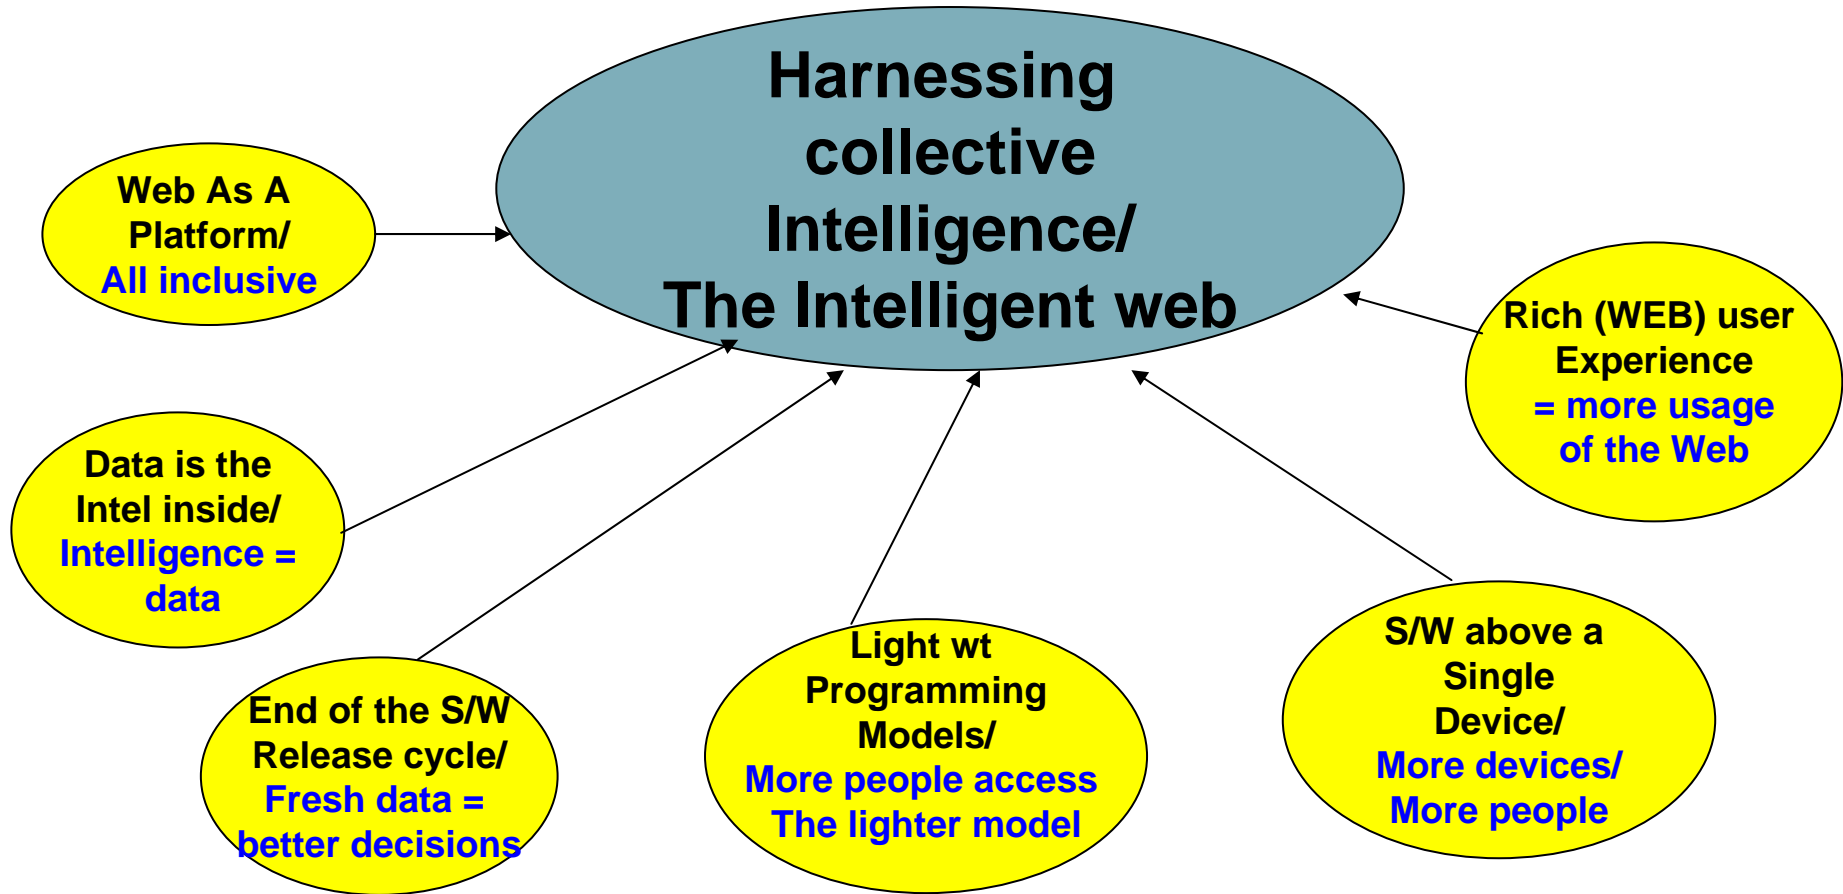 Harnessing
collective
Intelligence/
The Intelligent web
Web As A
Platform/
All inclusive
Rich (WEB) user
Experience
= more usage
of the Web
Data is the
Intel inside/
Intelligence =
data
End of the S/W
Release cycle/
Fresh data =
better decisions
Light wt
Programming
Models/
More people access
The lighter model
S/W above a
Single
Device/
More devices/
More people